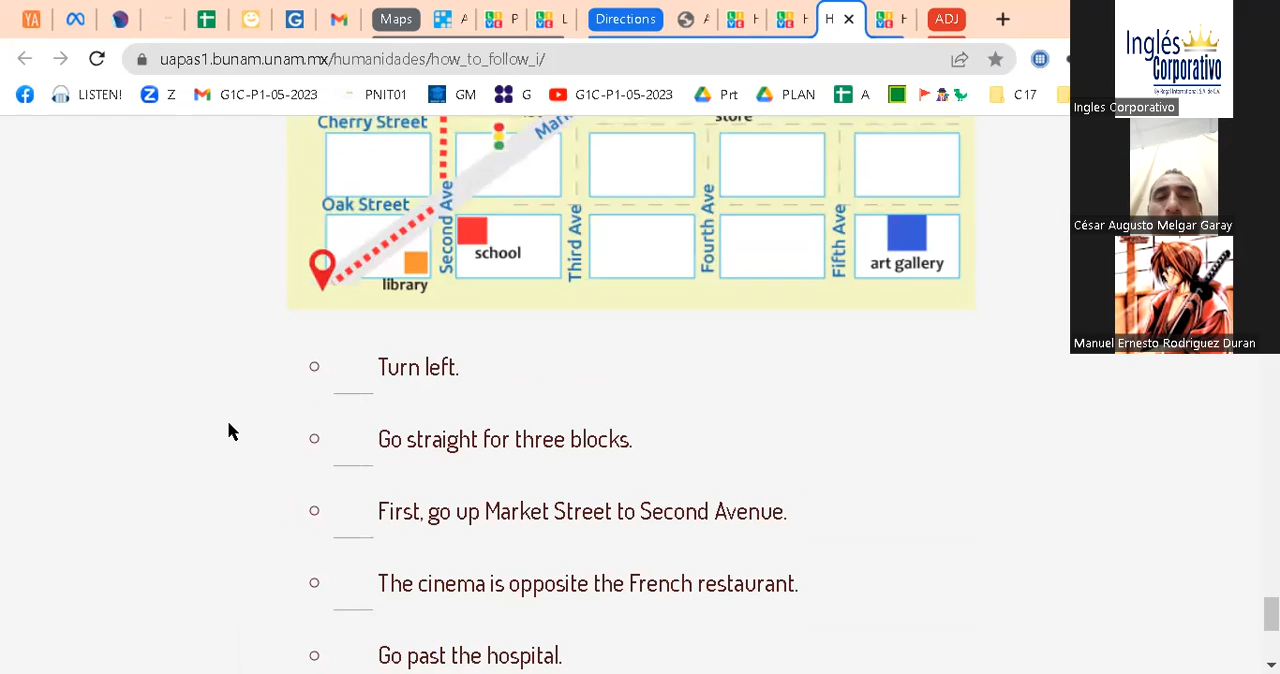 YA
G
Maps
A
P
L
Directions
A
H
H
H
H
ADJ
uapas1.bunam.unam.mx/humanidades/how_to_follow_i/
LISTEN!
Z
G1C-P1-05-2023
PNIT01
GM
G
G1C-P1-05-2023
Prt
PLAN
A
C17
Inglés
Corporativo
Ingles Corporativo
César Augusto Melgar Garay
Manuel Ernesto Rodriguez Duran
Cherry Street
store
Oak Street
Second Ave
Third Ave
Fourth Ave
Fifth Ave
school
library
art gallery
Turn left.
Go straight for three blocks.
First, go up Market Street to Second Avenue.
The cinema is opposite the French restaurant.
Go past the hospital.